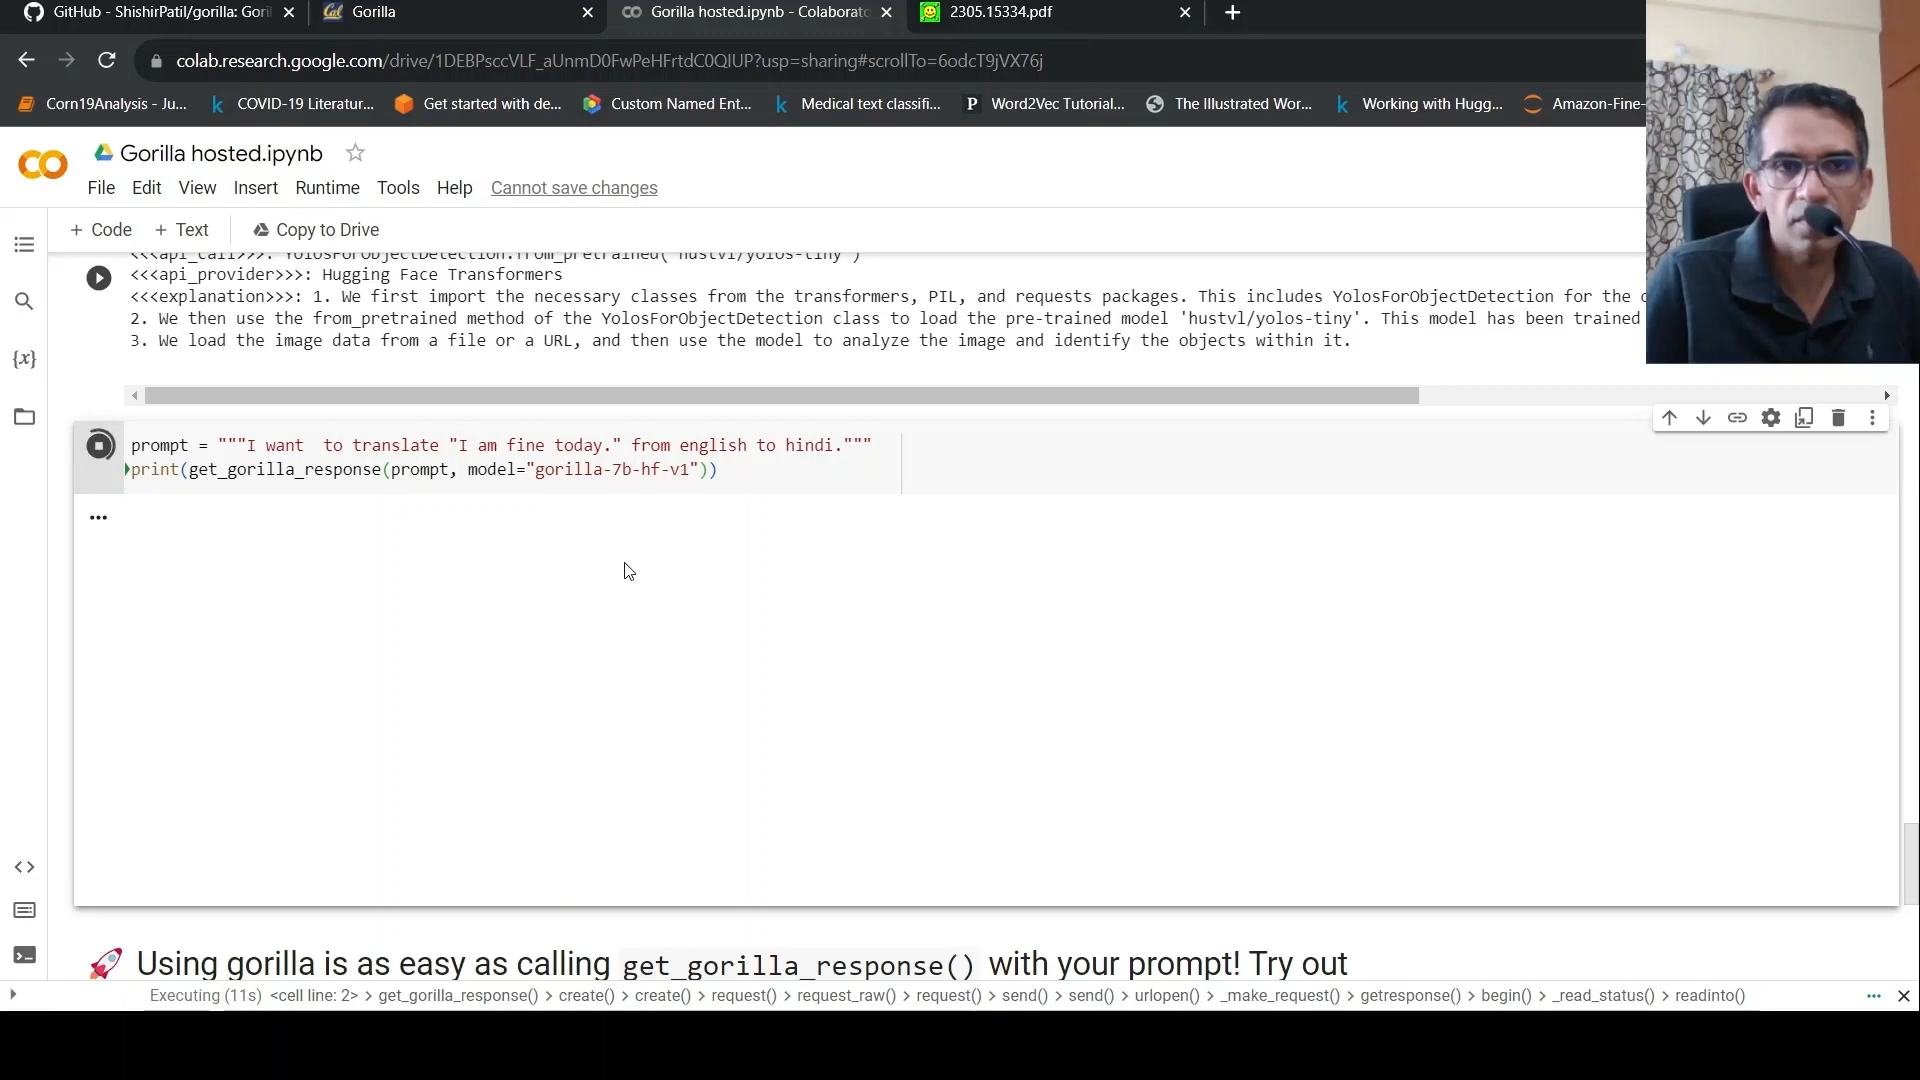 GitHub - ShishirPatil/gorilla: Gori
Gorilla
Gorilla hosted.ipynb - Colaborato
2305.15334.pdf
colab.research.google.com/drive/1DEBPsccVLF_aUnmD0FwPeHFrtdC0QIUP?usp=sharing#scrollTo=6odcT9jVX76j
Corn19Analysis - Ju...
COVID-19 Literatur...
Get started with de...
Custom Named Ent...
Medical text classifi...
Word2Vec Tutorial...
The Illustrated Wor...
Working with Hugg...
Amazon-Fine-
Gorilla hosted.ipynb
File Edit View Insert Runtime Tools Help Cannot save changes
+ Code + Text Copy to Drive
<<<api_call>>>: YolosForObjectDetection.from_pretrained('hustvl/yolos-tiny')
<<<api_provider>>>: Hugging Face Transformers
<<<explanation>>>: 1. We first import the necessary classes from the transformers, PIL, and requests packages. This includes YolosForObjectDetection for the
2. We then use the from_pretrained method of the YolosForObjectDetection class to load the pre-trained model 'hustvl/yolos-tiny'. This model has been trained
3. We load the image data from a file or a URL, and then use the model to analyze the image and identify the objects within it.
prompt = """I want  to translate "I am fine today." from english to hindi."""
print(get_gorilla_response(prompt, model="gorilla-7b-hf-v1"))
...
🚀 Using gorilla is as easy as calling get_gorilla_response() with your prompt! Try out
Executing (11s) <cell line: 2> > get_gorilla_response() > create() > create() > request() > request_raw() > request() > send() > send() > urlopen() > _make_request() > getresponse() > begin() > _read_status() > readinto()